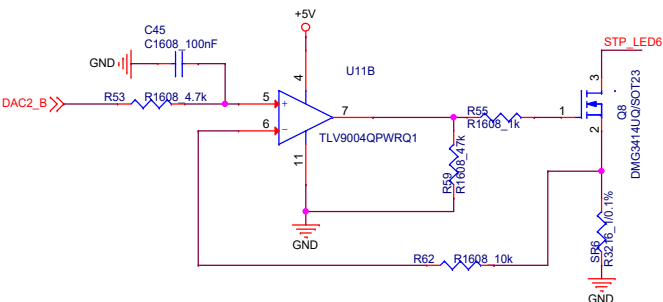 +5V
C45
C1608_100nF
GND
STP_LED6
U11B
DAC2_B
R53
R1608_4.7k
4
5
+
6
−
7
11
TLV9004QPWRQ1
R55
R1608_1k
R59
R1608_47k
1
3
2
Q8
DMG3414UQ/SOT23
GND
R62
R1608_10k
SR6
R3216_1/0.1%
GND